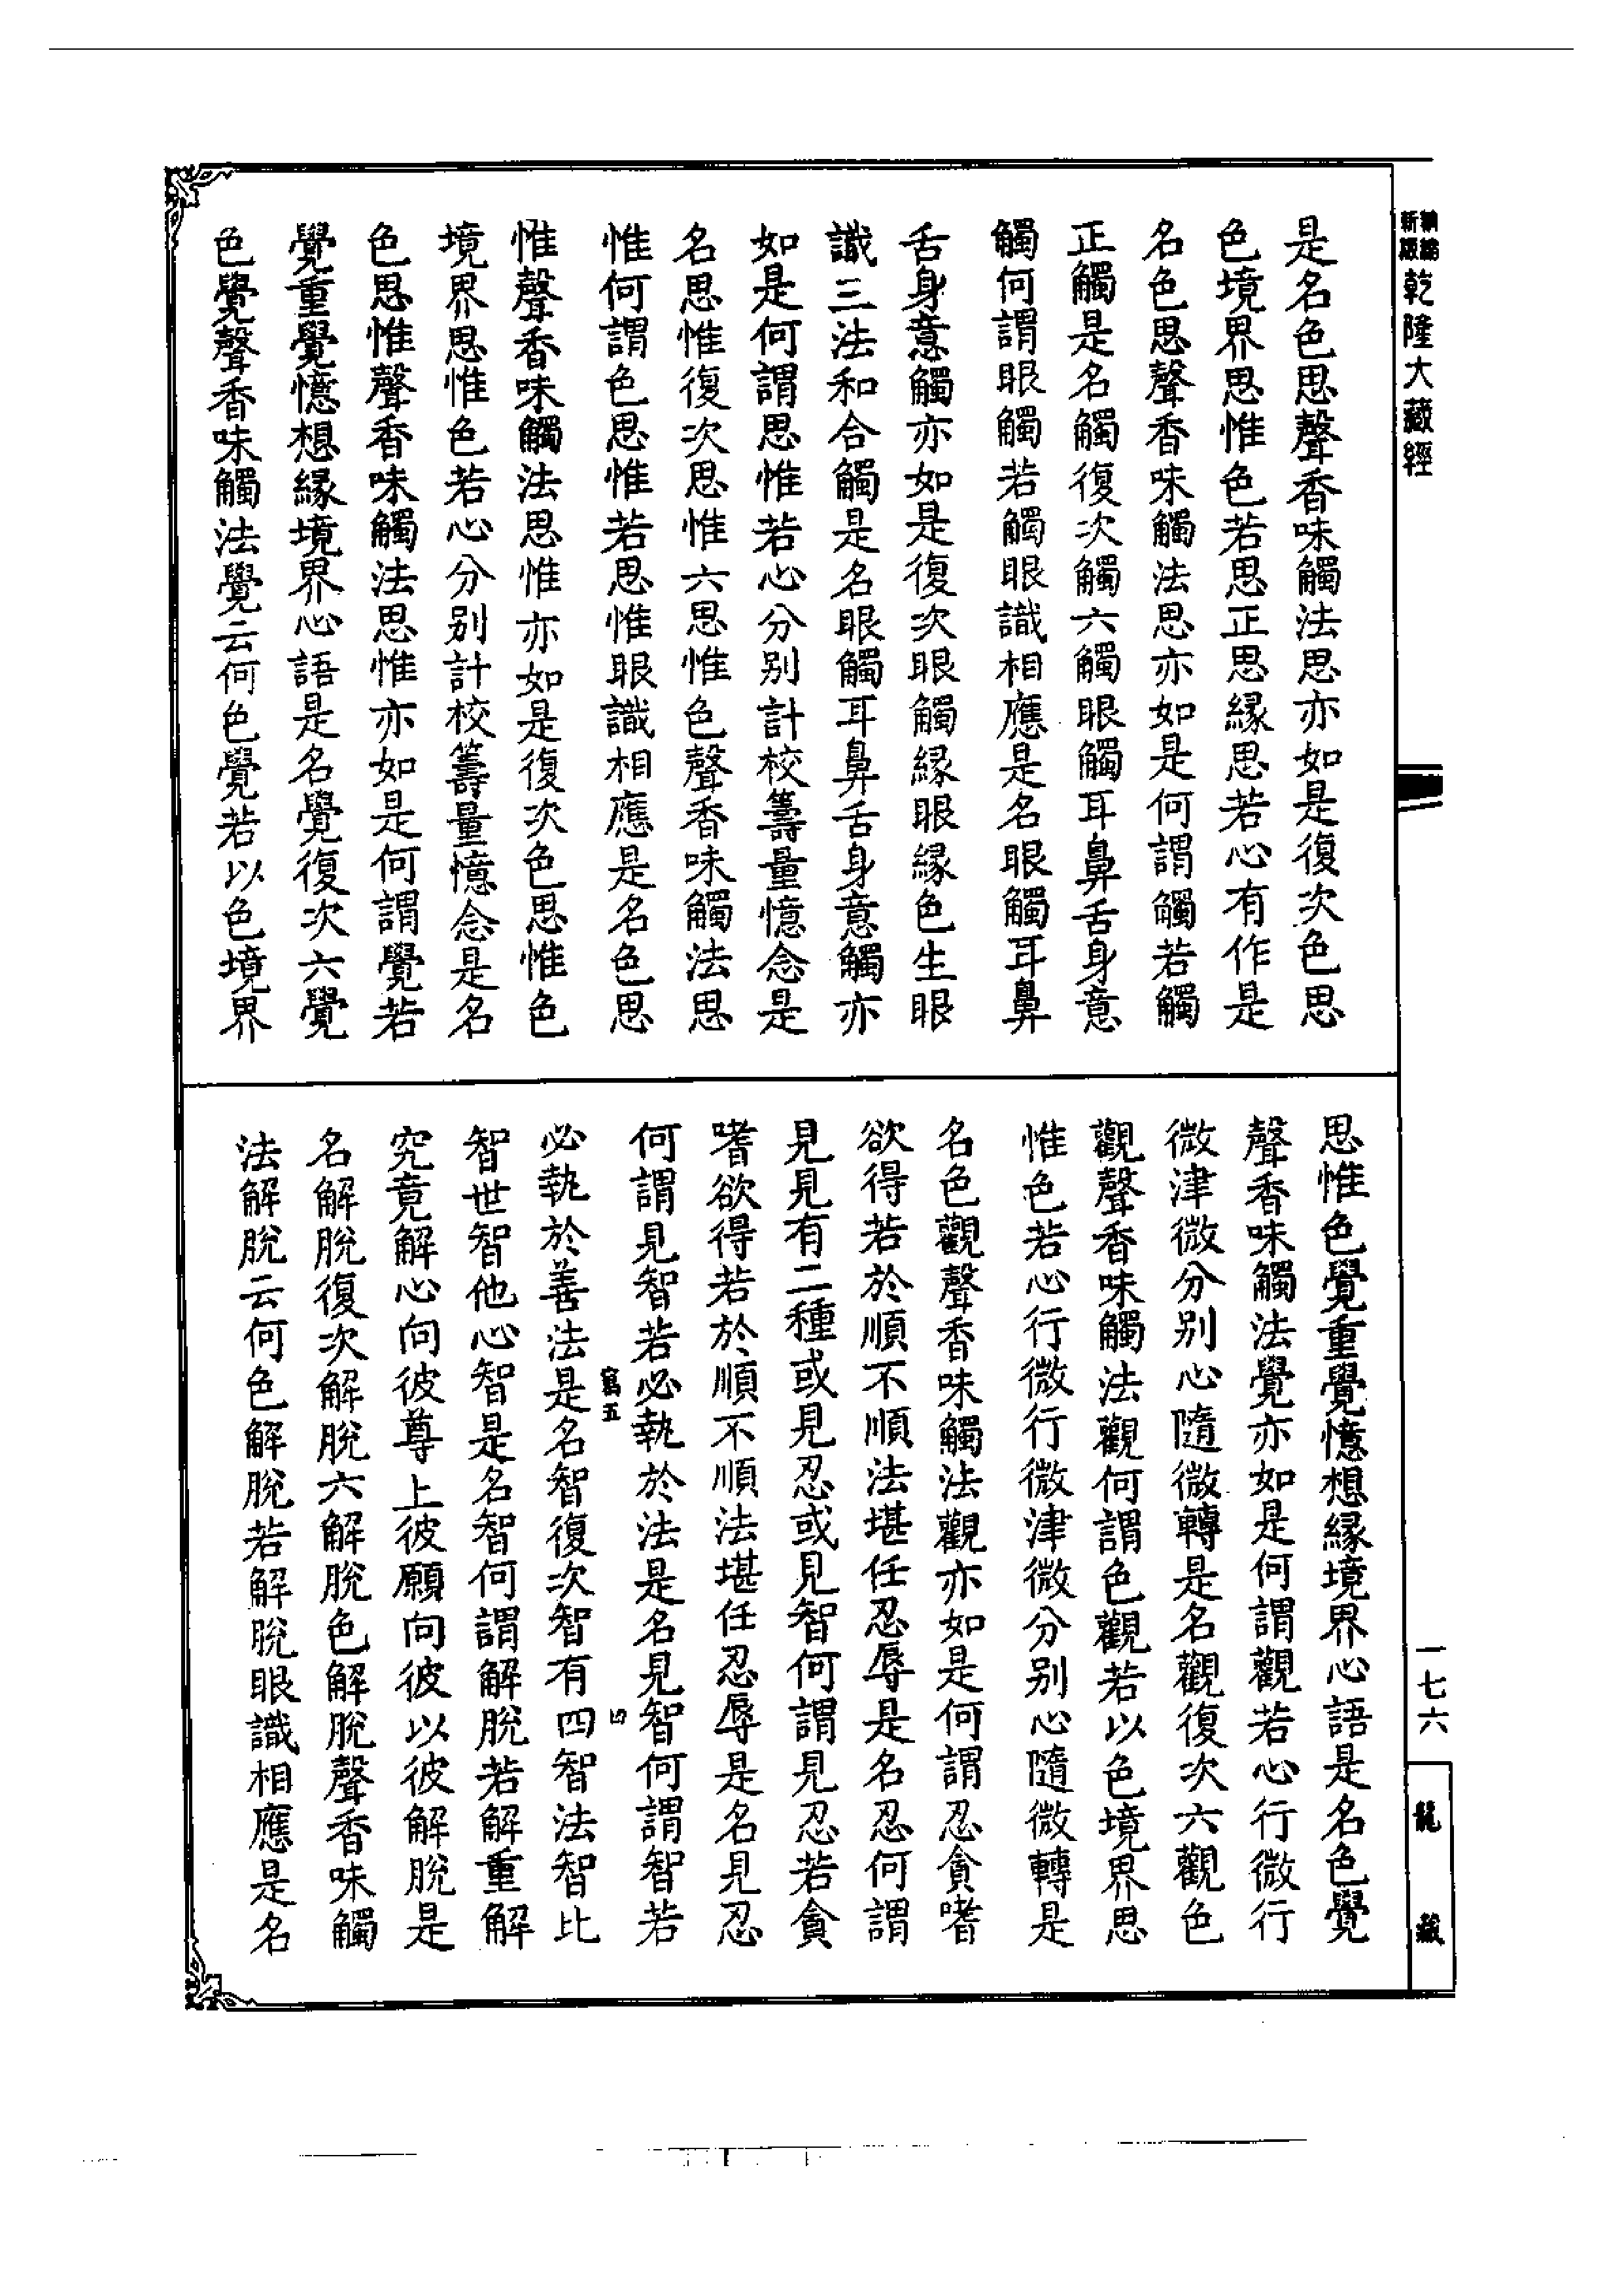 是名色思聲香味觸法思亦如是復次色思
色境界思惟色若思正思緣思若心有作是
名色思聲香味觸法思亦如是何謂觸若觸
正觸是名觸復次觸六觸眼觸耳鼻舌身意
觸何謂眼觸若觸眼識相應是名眼觸耳鼻
舌身意觸亦如是復次眼觸緣眼緣色生眼
識三法和合觸是名眼觸耳鼻舌身意觸亦
如是何謂思惟若心分别計校籌量憶念是
名思惟復次思惟六思惟色聲香味觸法思
惟何謂色思惟若思惟眼識相應是名色思
惟聲香味觸法思惟亦如是復次色思惟色
境界思惟色若心分别計校籌量憶念是名
色思惟聲香味觸法思惟亦如是何謂覺若
覺重覺憶想緣境界心語是名覺復次六覺
色覺聲香味觸法覺云何色覺若以色境界
思惟色覺重覺憶想緣境界心語是名色覺
聲香味觸法覺亦如是何謂觀若心行微行
微津微分别心隨微轉是名觀復次六觀色
觀聲香味觸法觀何謂色觀若以色境界思
惟色若心行微行微津微分别心隨微轉是
名色觀聲香味觸法觀亦如是何謂忍貪嗜
欲得若於順不順法堪任忍辱是名忍何謂
見見有二種或見忍或見智何謂見忍若貪
嗜欲得若於順不順法堪任忍辱是名見忍
何謂見智若必執於法是名見智何謂智若
必執於善法是名智復次智有四智法智比
智世智他心智是名智何謂解脫若解重解
究竟解心向彼尊上彼願向彼以彼解脫是
名解脫復次解脫六解脫色解脫聲香味觸
法解脫云何色解脫若解脫眼識相應是名
乾隆大藏經
一七六
龍藏